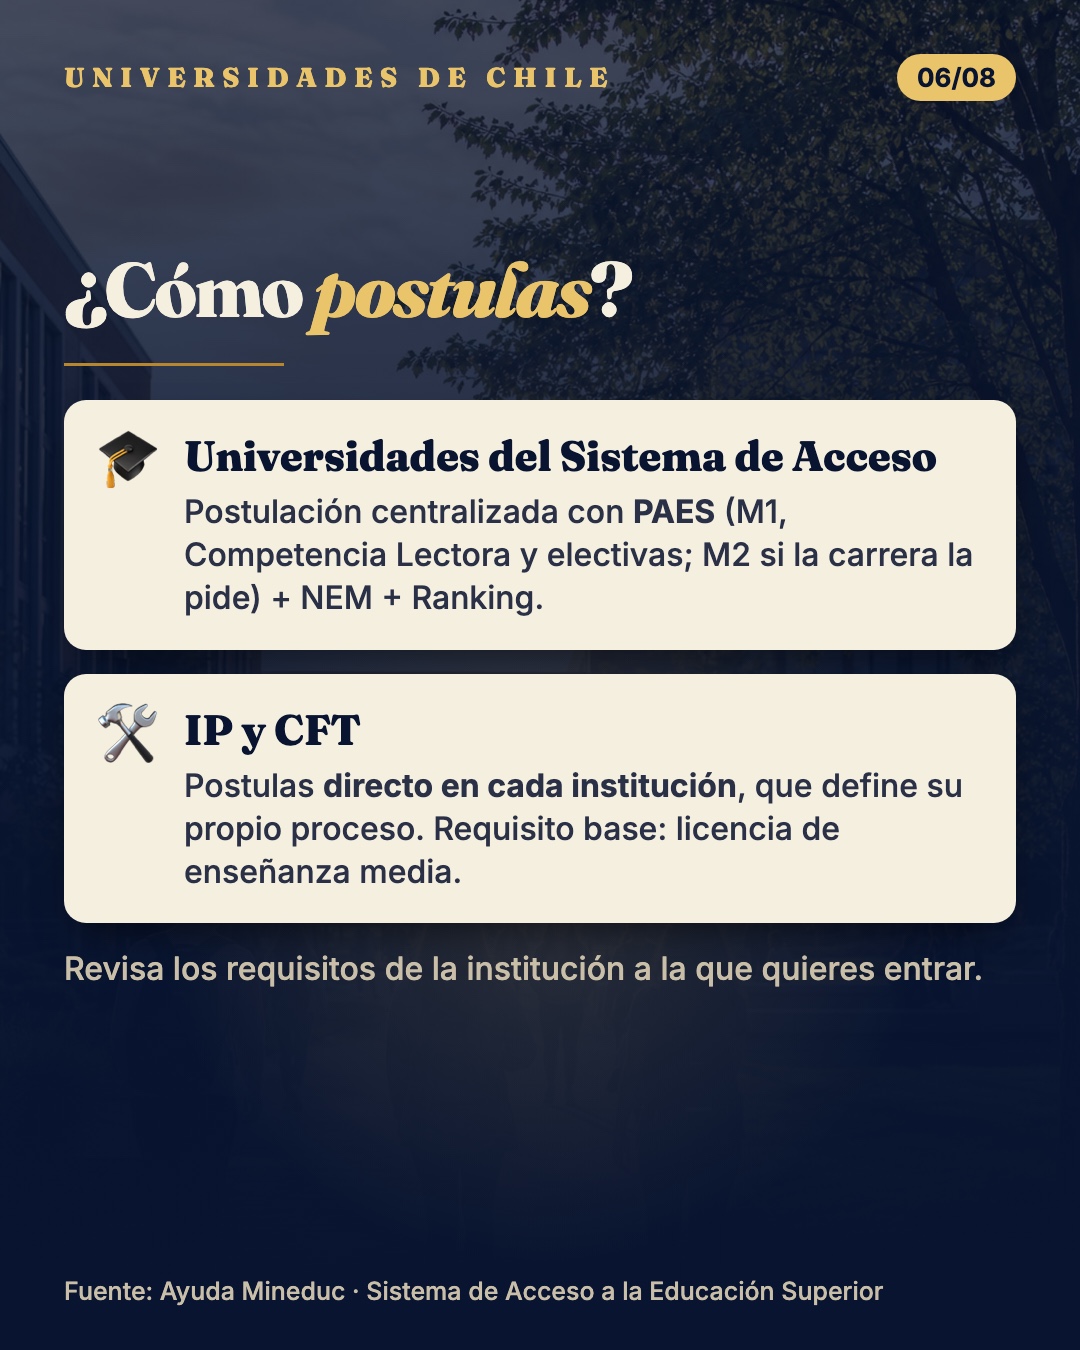 UNIVERSIDADES DE CHILE
06/08
¿Cómo postulas?
Universidades del Sistema de Acceso
Postulación centralizada con PAES (M1,
Competencia Lectora y electivas; M2 si la carrera la
pide) + NEM + Ranking.
IP y CFT
Postulas directo en cada institución, que define su
propio proceso. Requisito base: licencia de
enseñanza media.
Revisa los requisitos de la institución a la que quieres entrar.
Fuente: Ayuda Mineduc · Sistema de Acceso a la Educación Superior